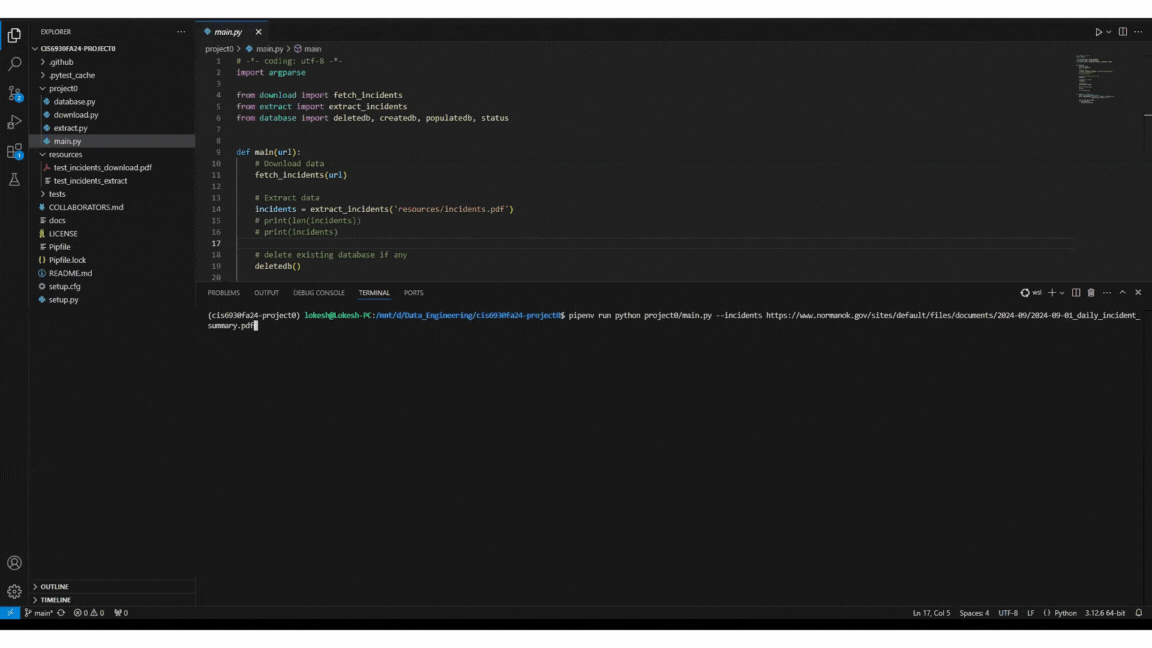 EXPLORER
CIS6930FA24-PROJECT0
.github
.pytest_cache
project0
database.py
download.py
extract.py
main.py
resources
test_incidents_download.pdf
test_incidents_extract
tests
COLLABORATORS.md
docs
LICENSE
Pipfile
Pipfile.lock
README.md
setup.cfg
setup.py
OUTLINE
TIMELINE
2
1
main.py
project0 > main.py > main
1 # -*- coding: utf-8 -*-
2 import argparse
3
4 from download import fetch_incidents
5 from extract import extract_incidents
6 from database import deletedb, createdb, populatedb, status
7
8
9 def main(url):
10 # Download data
11 fetch_incidents(url)
12
13 # Extract data
14 incidents = extract_incidents('resources/incidents.pdf')
15 # print(len(incidents))
16 # print(incidents)
17
18 # delete existing database if any
19 deletedb()
20
PROBLEMS OUTPUT DEBUG CONSOLE TERMINAL PORTS
wsl
(cis6930fa24-project0) lokesh@Lokesh-PC:/mnt/d/Data_Engineering/cis6930fa24-project0$ pipenv run python project0/main.py --incidents https://www.normanok.gov/sites/default/files/documents/2024-09/2024-09-01_daily_incident_
summary.pdf
main* 0 0 0
Ln 17, Col 5 Spaces: 4 UTF-8 LF Python 3.12.6 64-bit